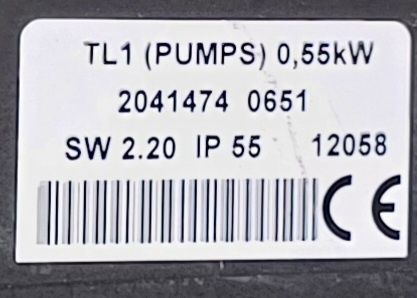 TL1 (PUMPS) 0,55kW
2041474 0651
SW 2.20 IP 55 12058
CE